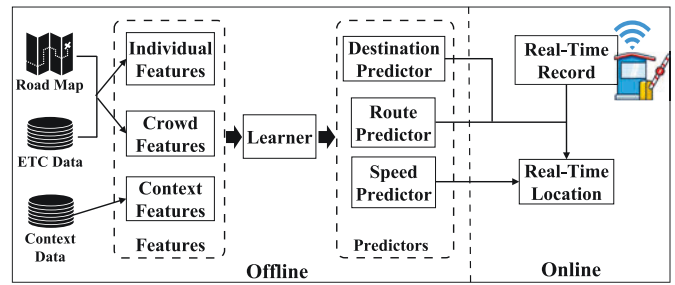 Road Map
ETC Data
Context
Data
Individual
Features
Crowd
Features
Context
Features
Features
Learner
Destination
Predictor
Route
Predictor
Speed
Predictor
Predictors
Offline
Real-Time
Record
Real-Time
Location
Online